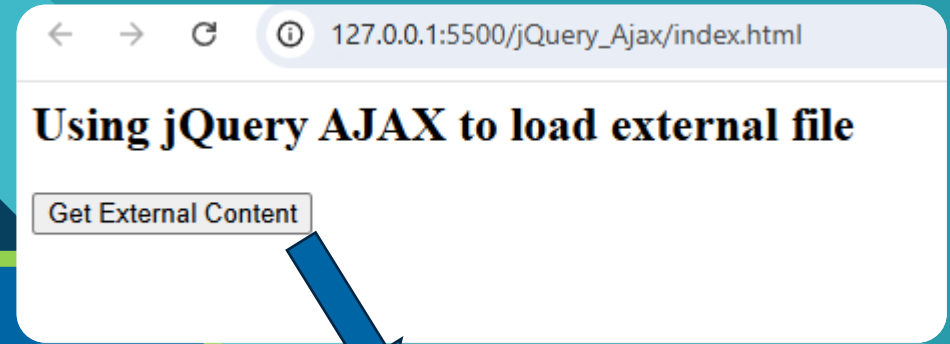 127.0.0.1:5500/jQuery_Ajax/index.html
Using jQuery AJAX to load external file
Get External Content